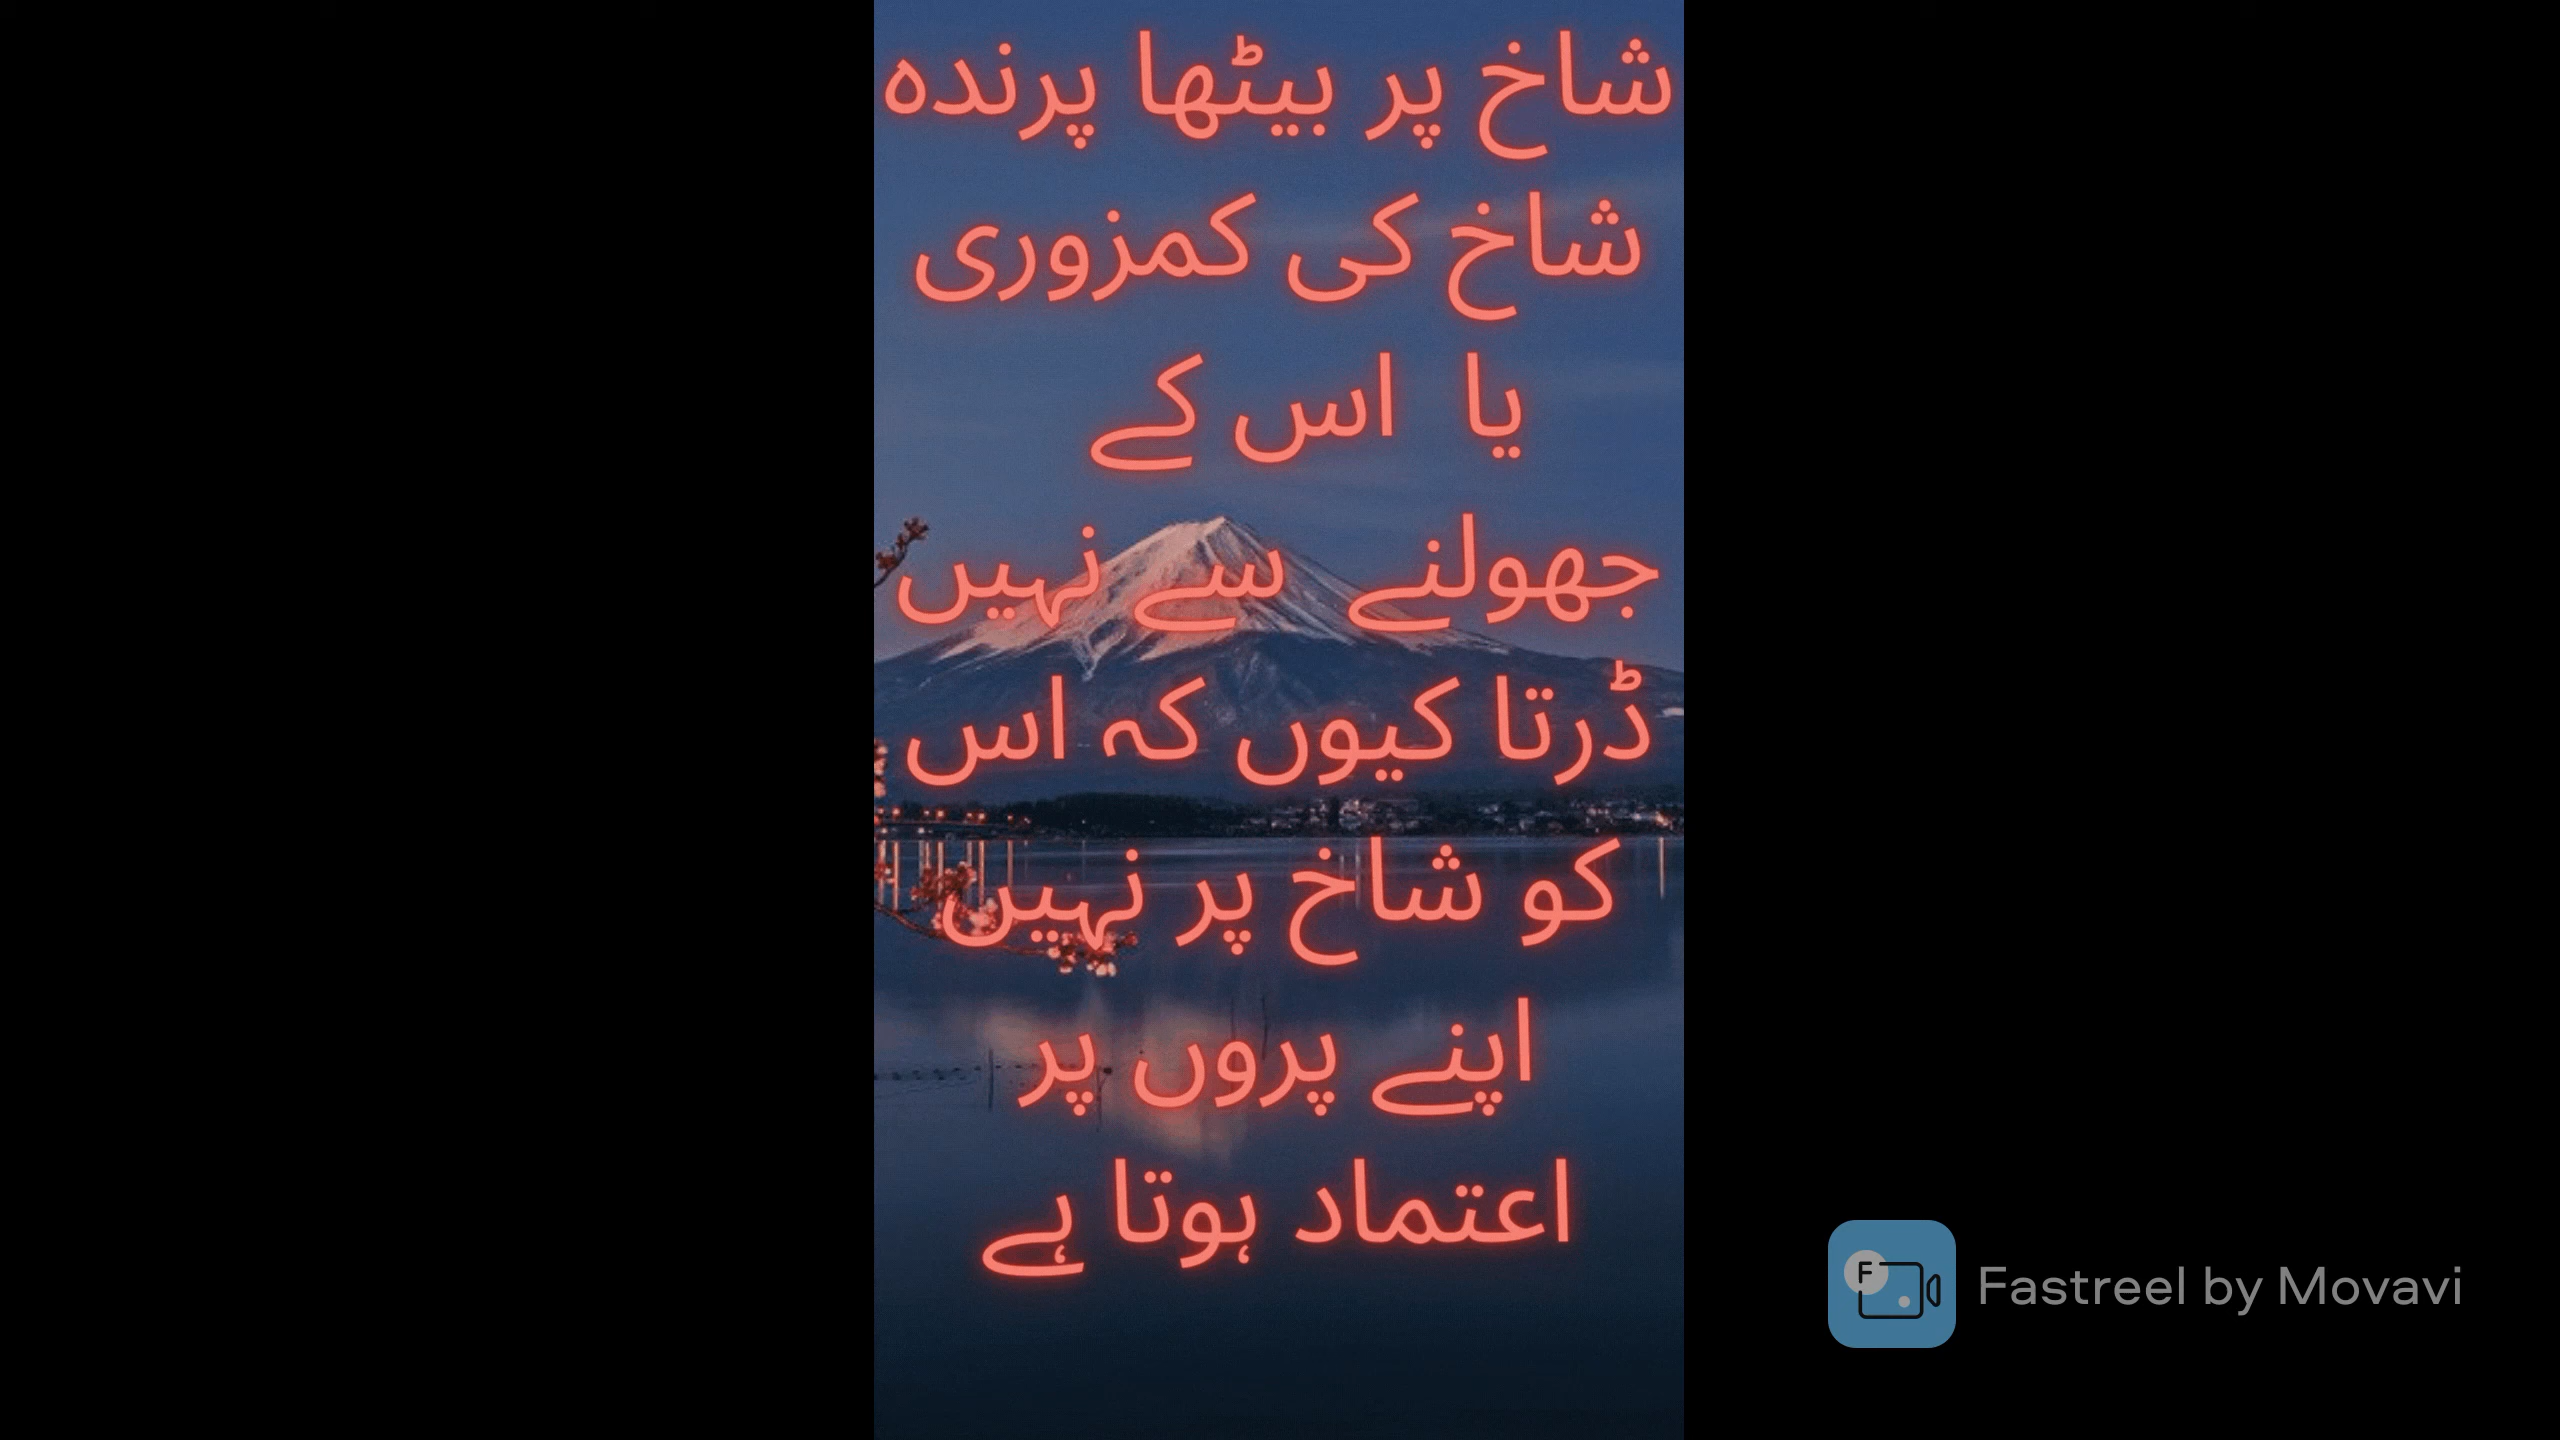 شاخ پر بیٹھا پرندہ
شاخ کی کمزوری
یا اس کے
جھولنے سے نہیں
ڈرتا کیوں کہ اس
کو شاخ پر نہیں
اپنے پروں پر
اعتماد ہوتا ہے
F
Fastreel by Movavi